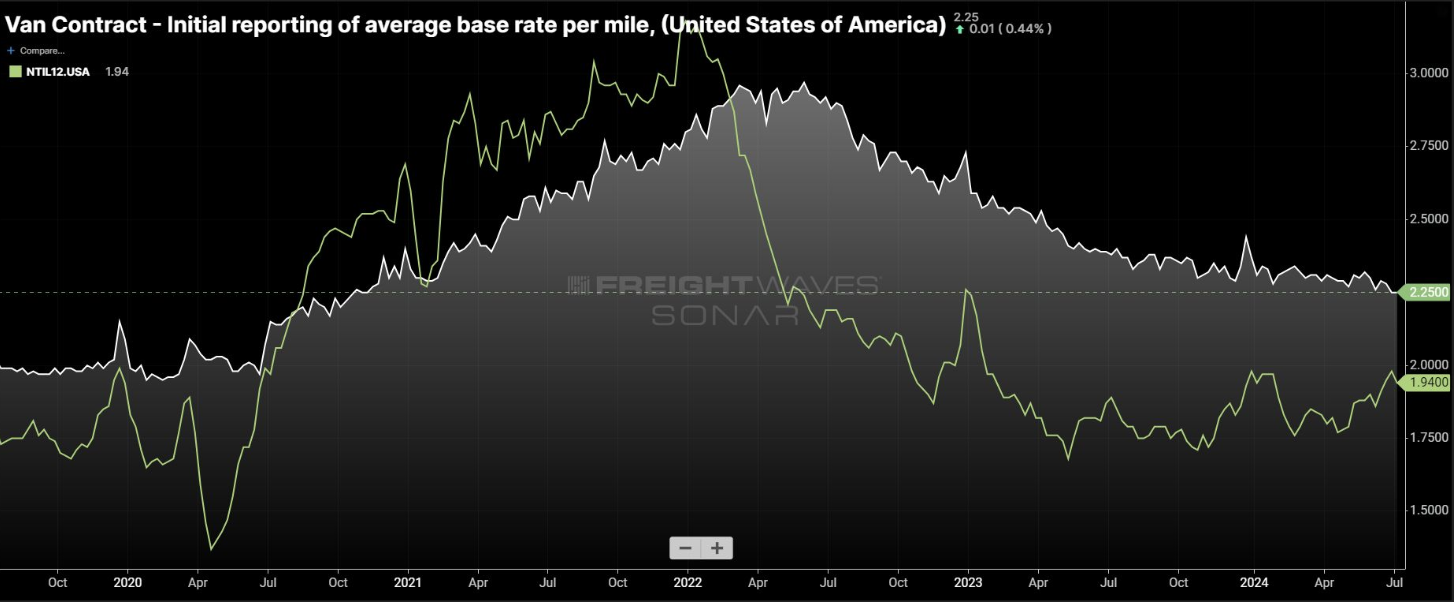 Van Contract - Initial reporting of average base rate per mile, (United States of America)
2.25
0.01 ( 0.44% )
+ Compare...
NTIL12.USA 1.94
3.0000
2.7500
2.5000
FREIGHTWAVES
SONAR
2.2500
2.0000
1.9400
1.7500
1.5000
− +
Oct 2020 Apr Jul Oct 2021 Apr Jul Oct 2022 Apr Jul Oct 2023 Apr Jul Oct 2024 Apr Jul